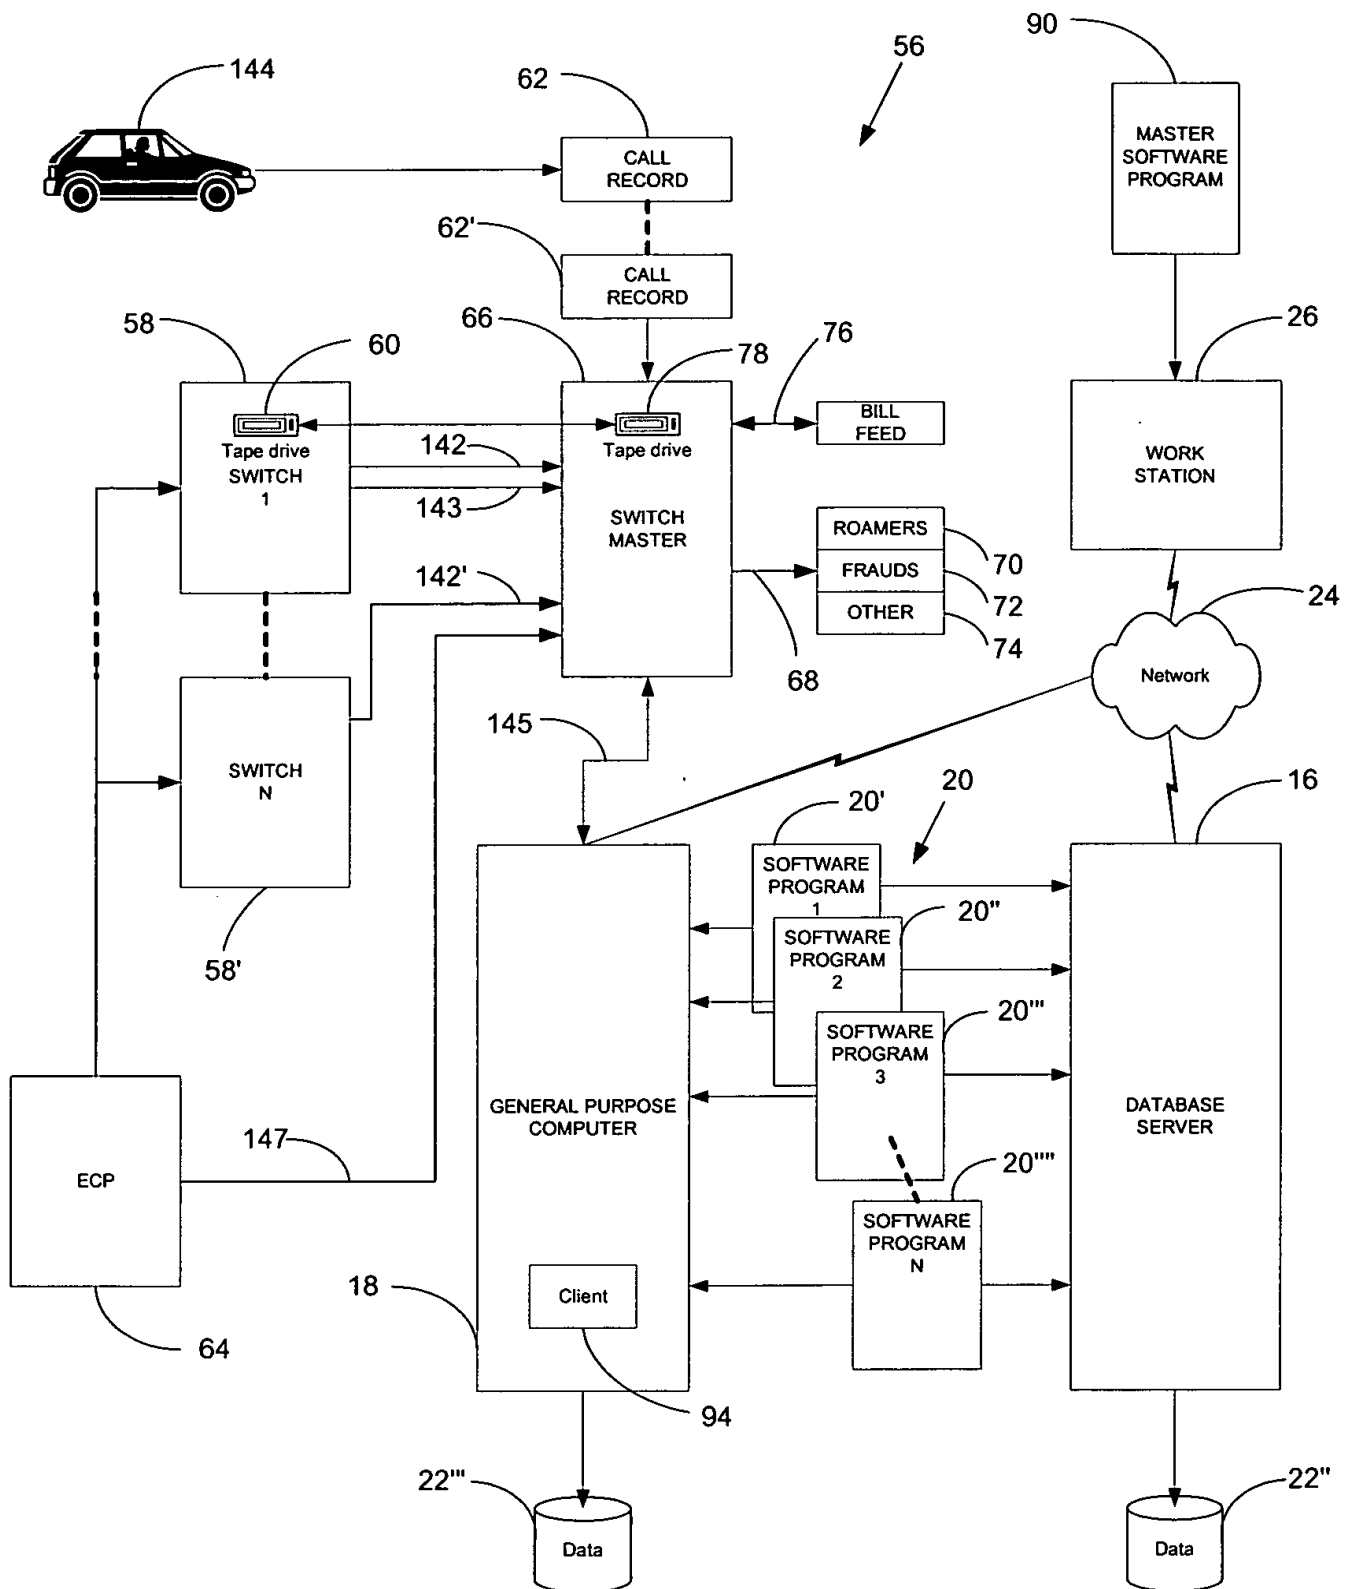 90
56
144
62
MASTER
SOFTWARE
PROGRAM
CALL
RECORD
62'
CALL
RECORD
58
66
76
26
60
78
BILL
FEED
Tape drive
142
Tape drive
WORK
STATION
SWITCH
1
143
SWITCH
MASTER
ROAMERS
70
FRAUDS
72
24
142'
OTHER
74
68
Network
145
SWITCH
N
20'
20
16
SOFTWARE
PROGRAM
1
20''
SOFTWARE
PROGRAM
2
58'
20'''
SOFTWARE
PROGRAM
3
GENERAL PURPOSE
COMPUTER
DATABASE
SERVER
147
20''''
ECP
SOFTWARE
PROGRAM
N
18
Client
64
94
22'''
22''
Data
Data